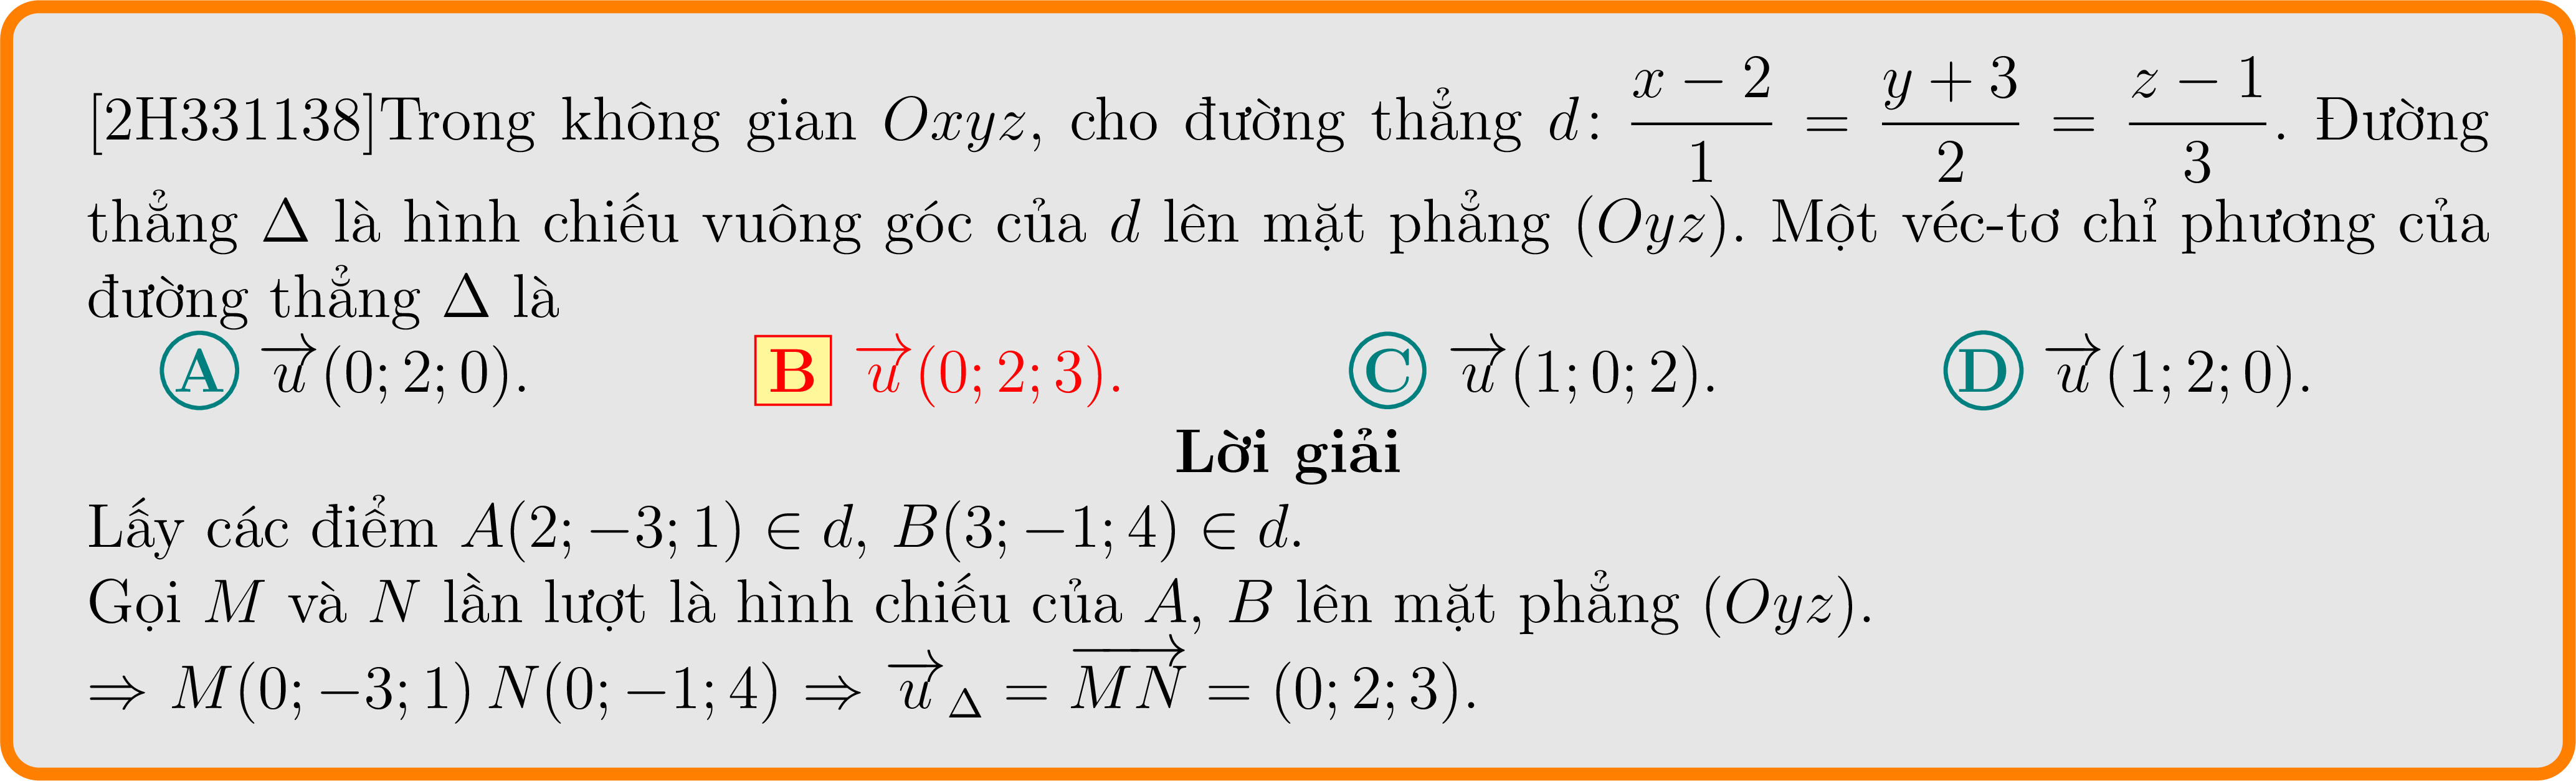 [2H331138]Trong không gian $Oxyz$, cho đường thẳng $d\colon \dfrac{x-2}{1} = \dfrac{y+3}{2} = \dfrac{z-1}{3}$. Đường
thẳng $\Delta$ là hình chiếu vuông góc của $d$ lên mặt phẳng $(Oyz)$. Một véc-tơ chỉ phương của
đường thẳng $\Delta$ là
A $\overrightarrow{u}(0;2;0)$. B $\overrightarrow{u}(0;2;3)$. C $\overrightarrow{u}(1;0;2)$. D $\overrightarrow{u}(1;2;0)$.
Lời giải
Lấy các điểm $A(2;-3;1) \in d$, $B(3;-1;4) \in d$.
Gọi $M$ và $N$ lần lượt là hình chiếu của $A$, $B$ lên mặt phẳng $(Oyz)$.
$\Rightarrow M(0;-3;1)\, N(0;-1;4) \Rightarrow \overrightarrow{u}_{\Delta} = \overrightarrow{MN} = (0;2;3)$.